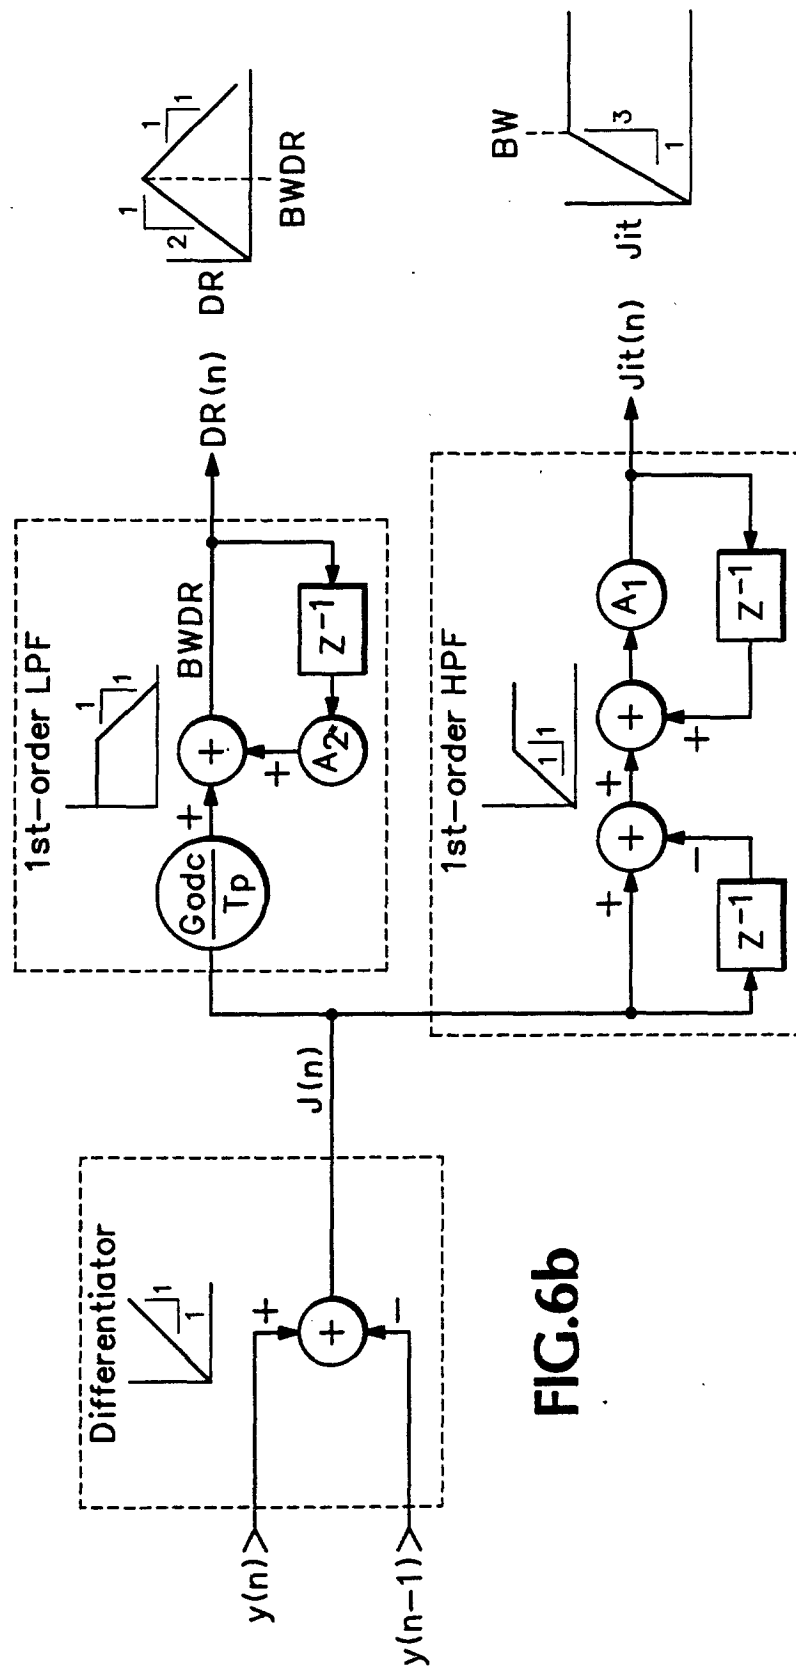 Differentiator
1
1
y(n)
y(n-1)
+
+
-
J(n)
1st-order LPF
1
1
Godc
Tp
+
+
+
BWDR
A2
Z-1
DR(n)
DR
1
2
1
1
BWDR
1st-order HPF
1
1
+
+
-
Z-1
+
+
+
A1
Z-1
Jit(n)
Jit
BW
3
1
FIG.6b